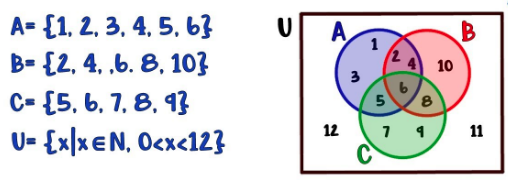 A= {1, 2, 3, 4, 5, 6}
B= {2, 4, ,6. 8, 10}
C= {5, 6, 7, 8, 9}
U= {x|x∈N, 0<x<12}
U
A
B
1
2
4
10
3
6
5
8
12
7
9
11
C